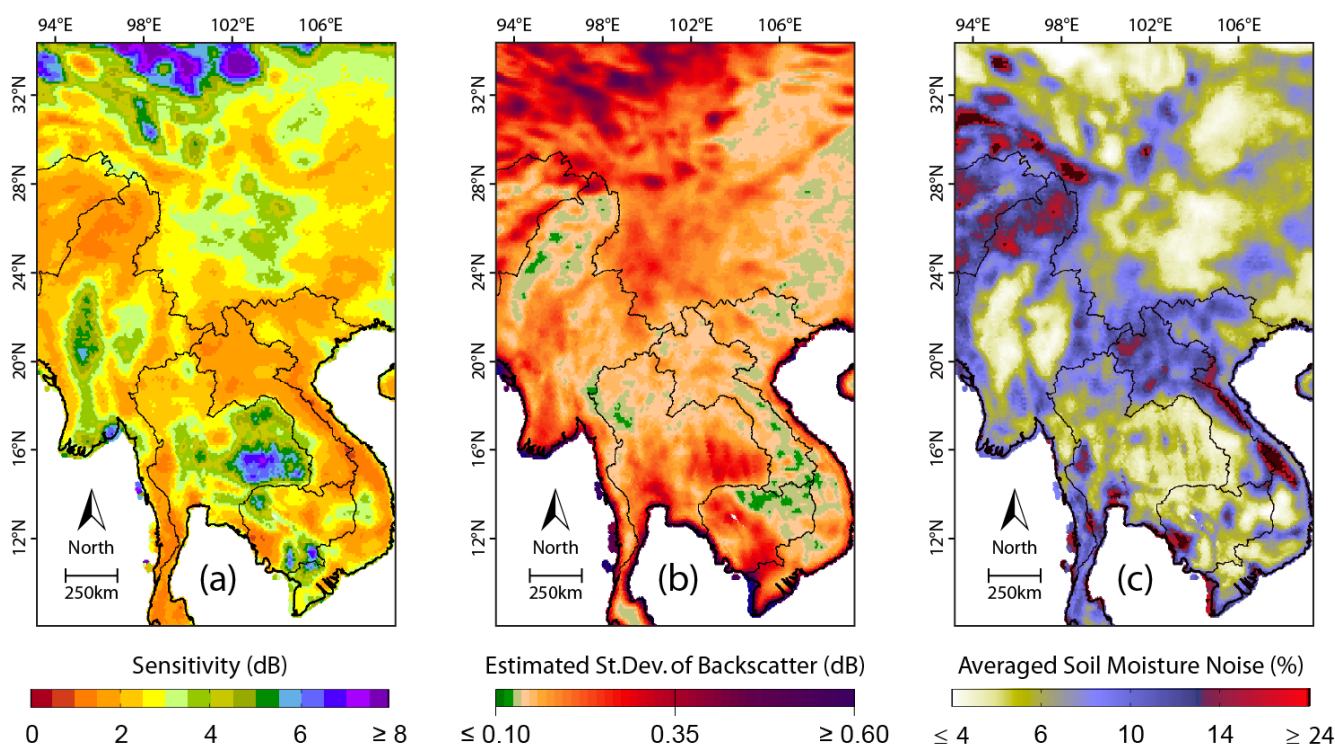 94°E 98°E 102°E 106°E
94°E 98°E 102°E 106°E
94°E 98°E 102°E 106°E
32°N
28°N
24°N
20°N
16°N
12°N
32°N
28°N
24°N
20°N
16°N
12°N
32°N
28°N
24°N
20°N
16°N
12°N
North
250km
(a)
North
250km
(b)
North
250km
(c)
Sensitivity (dB)
0 2 4 6 ≥ 8
Estimated St.Dev. of Backscatter (dB)
≤ 0.10 0.35 ≥ 0.60
Averaged Soil Moisture Noise (%)
≤ 4 6 10 14 ≥ 24